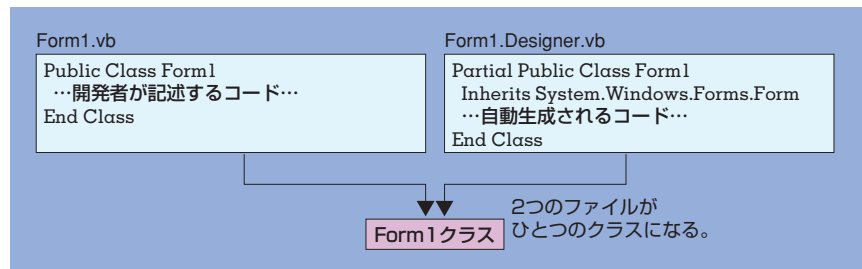 Form1.vb
Public Class Form1
…開発者が記述するコード…
End Class
Form1.Designer.vb
Partial Public Class Form1
Inherits System.Windows.Forms.Form
…自動生成されるコード…
End Class
Form1クラス
2つのファイルが
ひとつのクラスになる。